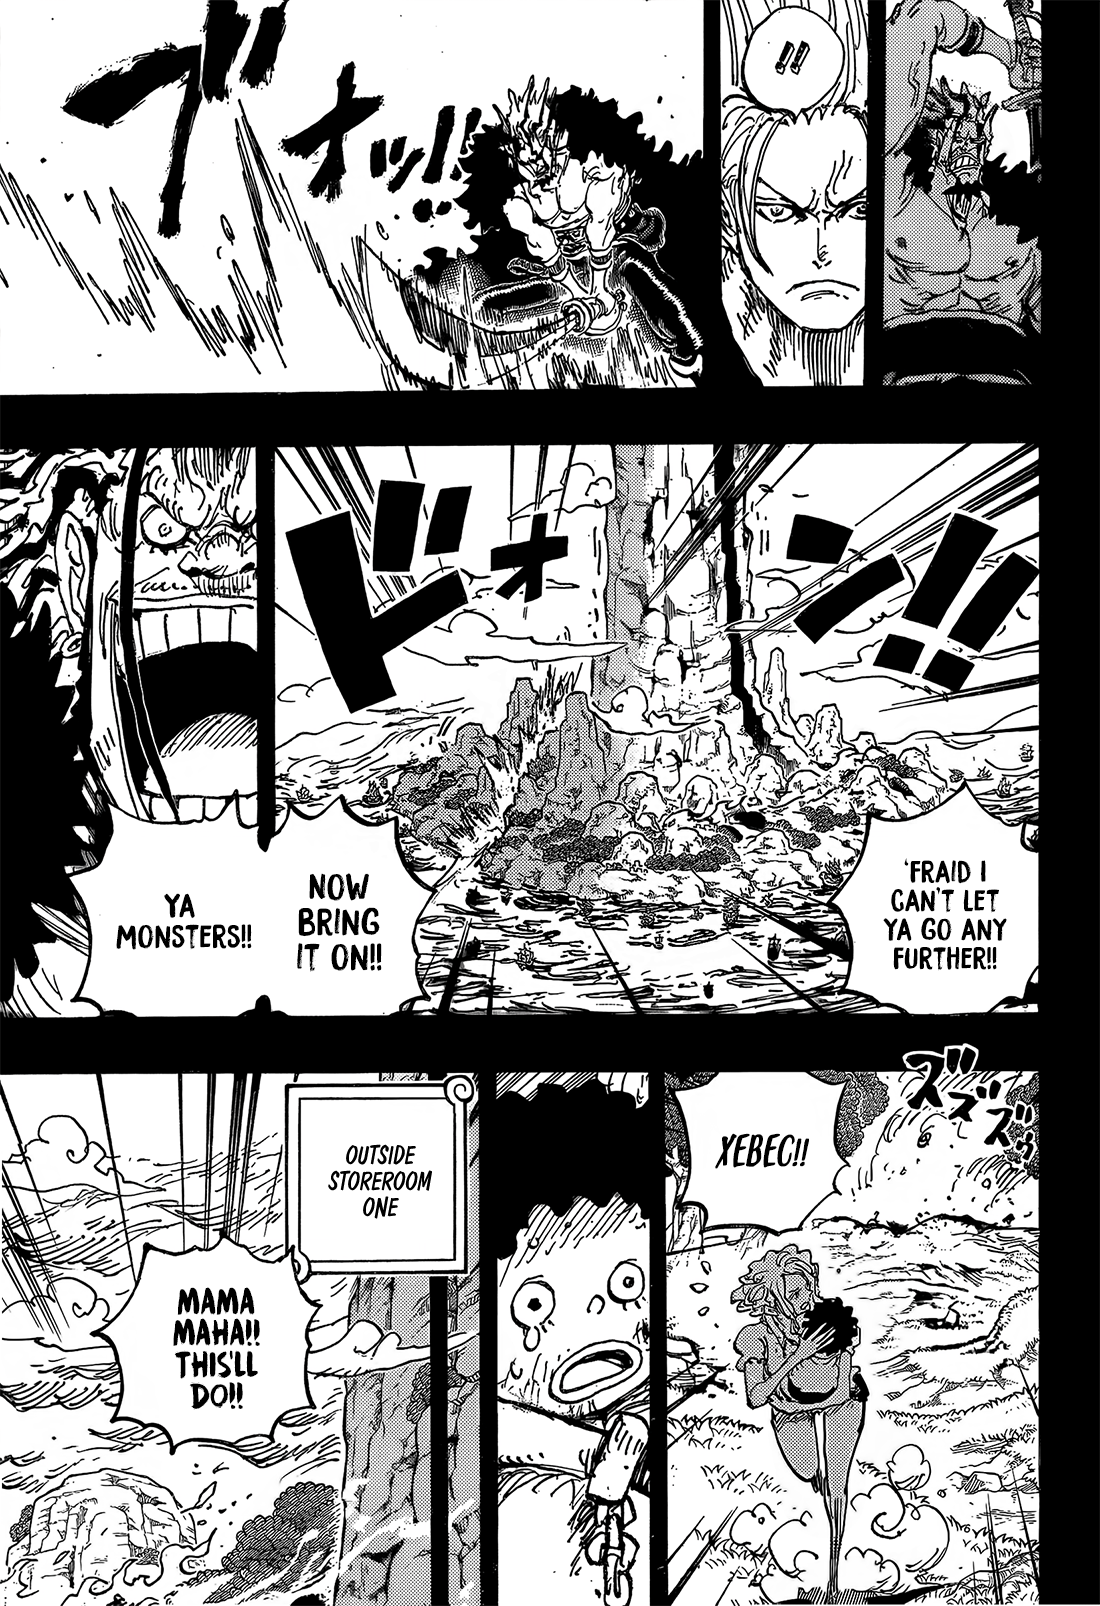 !!
ブオッ!!
ドォン!!
'FRAID I
CAN'T LET
YA GO ANY
FURTHER!!
NOW
BRING
IT ON!!
YA
MONSTERS!!
ズズズゥ
XEBEC!!
OUTSIDE
STOREROOM
ONE
MAMA
MAHA!!
THIS'LL
DO!!